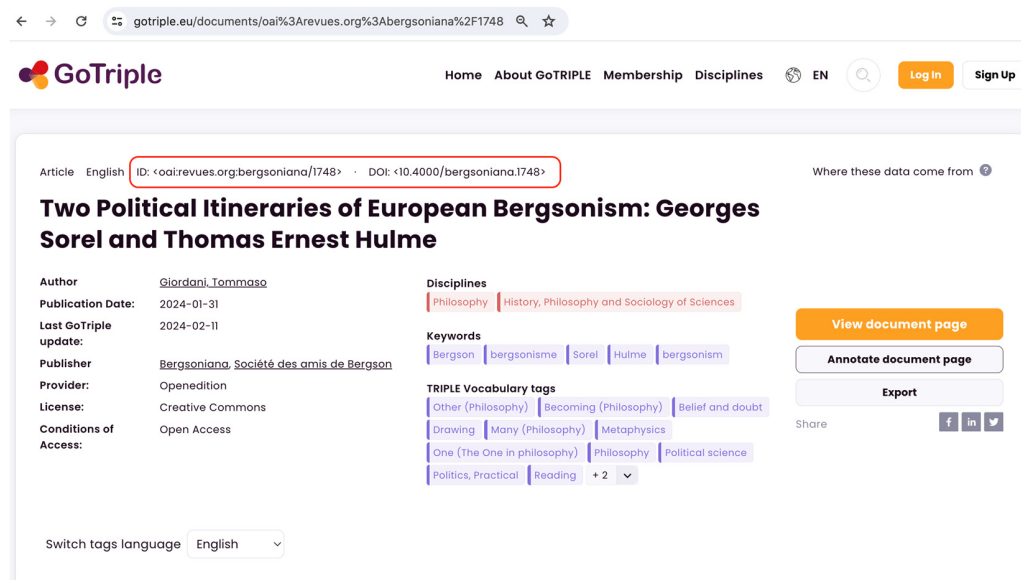 gotriple.eu/documents/oai%3Arevues.org%3Abergsoniana%2F1748
GoTriple
Home About GoTRIPLE Membership Disciplines EN Log In Sign Up
Article English ID: <oai:revues.org:bergsoniana/1748> · DOI: <10.4000/bergsoniana.1748>
Where these data come from ?
Two Political Itineraries of European Bergsonism: Georges
Sorel and Thomas Ernest Hulme
Author Giordani, Tommaso
Publication Date: 2024-01-31
Last GoTriple 2024-02-11
update:
Publisher Bergsoniana, Société des amis de Bergson
Provider: Openedition
License: Creative Commons
Conditions of Open Access
Access:
Disciplines
Philosophy History, Philosophy and Sociology of Sciences
Keywords
Bergson bergsonisme Sorel Hulme bergsonism
TRIPLE Vocabulary tags
Other (Philosophy) Becoming (Philosophy) Belief and doubt
Drawing Many (Philosophy) Metaphysics
One (The One in philosophy) Philosophy Political science
Politics, Practical Reading + 2
View document page
Annotate document page
Export
Share f in
Switch tags language English